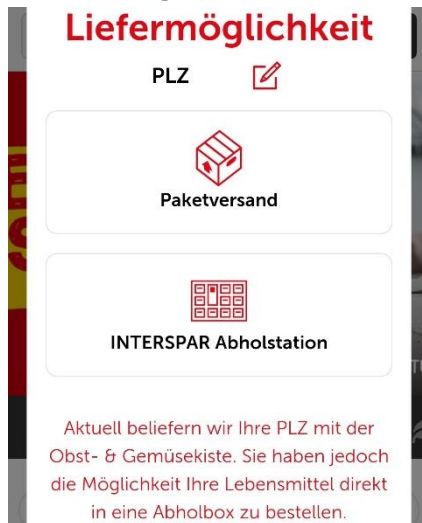 Liefermöglichkeit
PLZ
Paketversand
INTERSPAR Abholstation
Aktuell beliefern wir Ihre PLZ mit der
Obst- & Gemüsekiste. Sie haben jedoch
die Möglichkeit Ihre Lebensmittel direkt
in eine Abholbox zu bestellen.